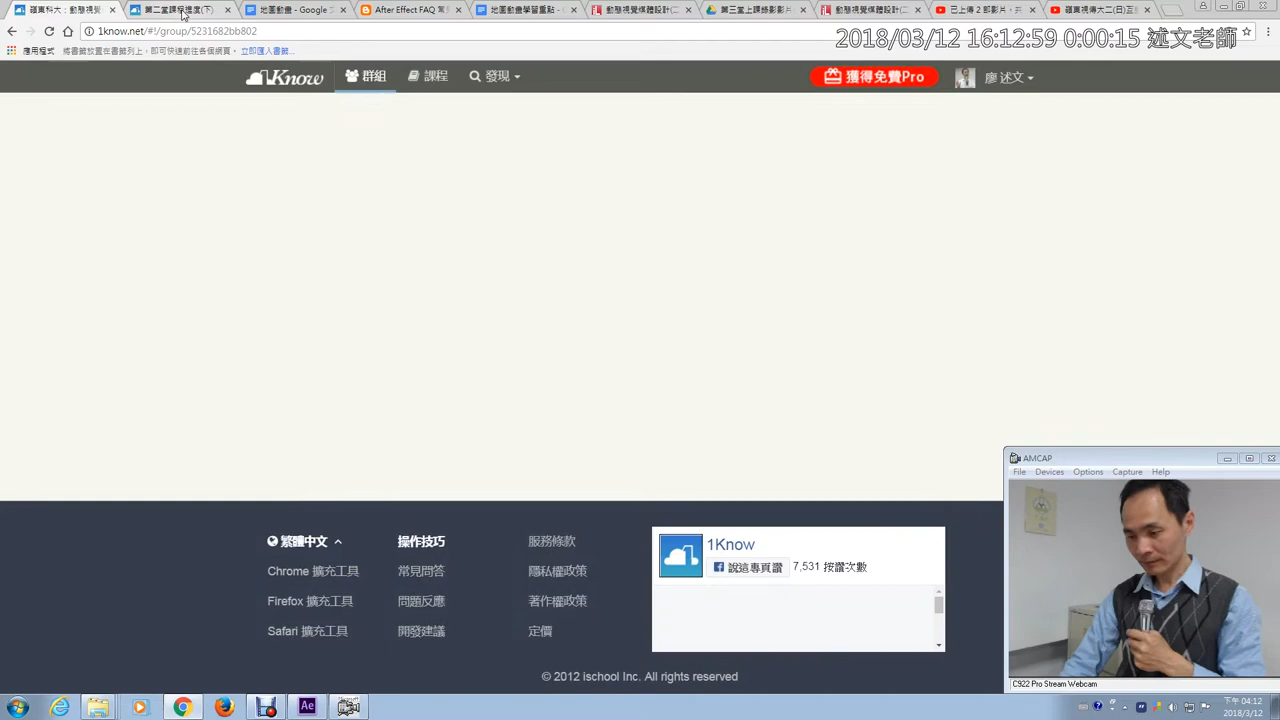 嶺東科大：動態視覺
第三堂課程進度(下)
地圖動畫 - Google 文
After Effect FAQ 常
地圖動畫學習重點 -
動態視覺媒體設計(二
第三堂上課錄影影片
動態視覺媒體設計(二
已上傳 2 部影片 - 共
嶺東視傳大二(日)互
1know.net/#!/group/5231682bb802
2018/03/12 16:12:59 0:00:15 述文老師
應用程式 將書籤放置在書籤列上，即可快速前往各個網頁。 立即匯入書籤...
1Know 群組 課程 發現 獲得免費Pro 廖 述文
AMCAP
File Devices Options Capture Help
繁體中文 操作技巧 服務條款
Chrome 擴充工具 常見問答 隱私權政策
Firefox 擴充工具 問題反應 著作權政策
Safari 擴充工具 開發建議 定價
1Know
說這專頁讚 7,531 按讚次數
© 2012 ischool Inc. All rights reserved
C922 Pro Stream Webcam
Ae
下午 04:12
2018/3/12